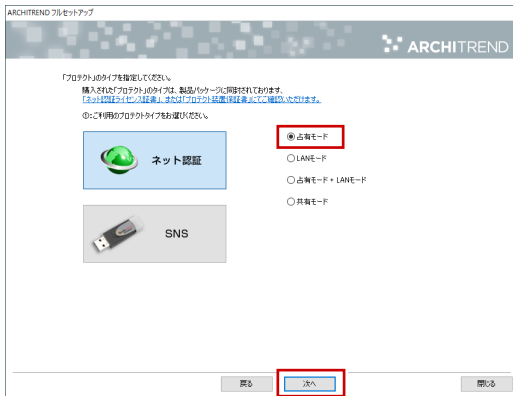 ARCHITREND フルセットアップ
ARCHITREND
「プロテクト」のタイプを指定してください。
購入された「プロテクト」のタイプは、製品パッケージに同封されております、
「ネット認証ライセンス証書」、または「プロテクト装置保証書」にてご確認いただけます。
①:ご利用のプロテクトタイプをお選びください。
ネット認証
SNS
占有モード
LANモード
占有モード + LANモード
共有モード
戻る
次へ
閉じる